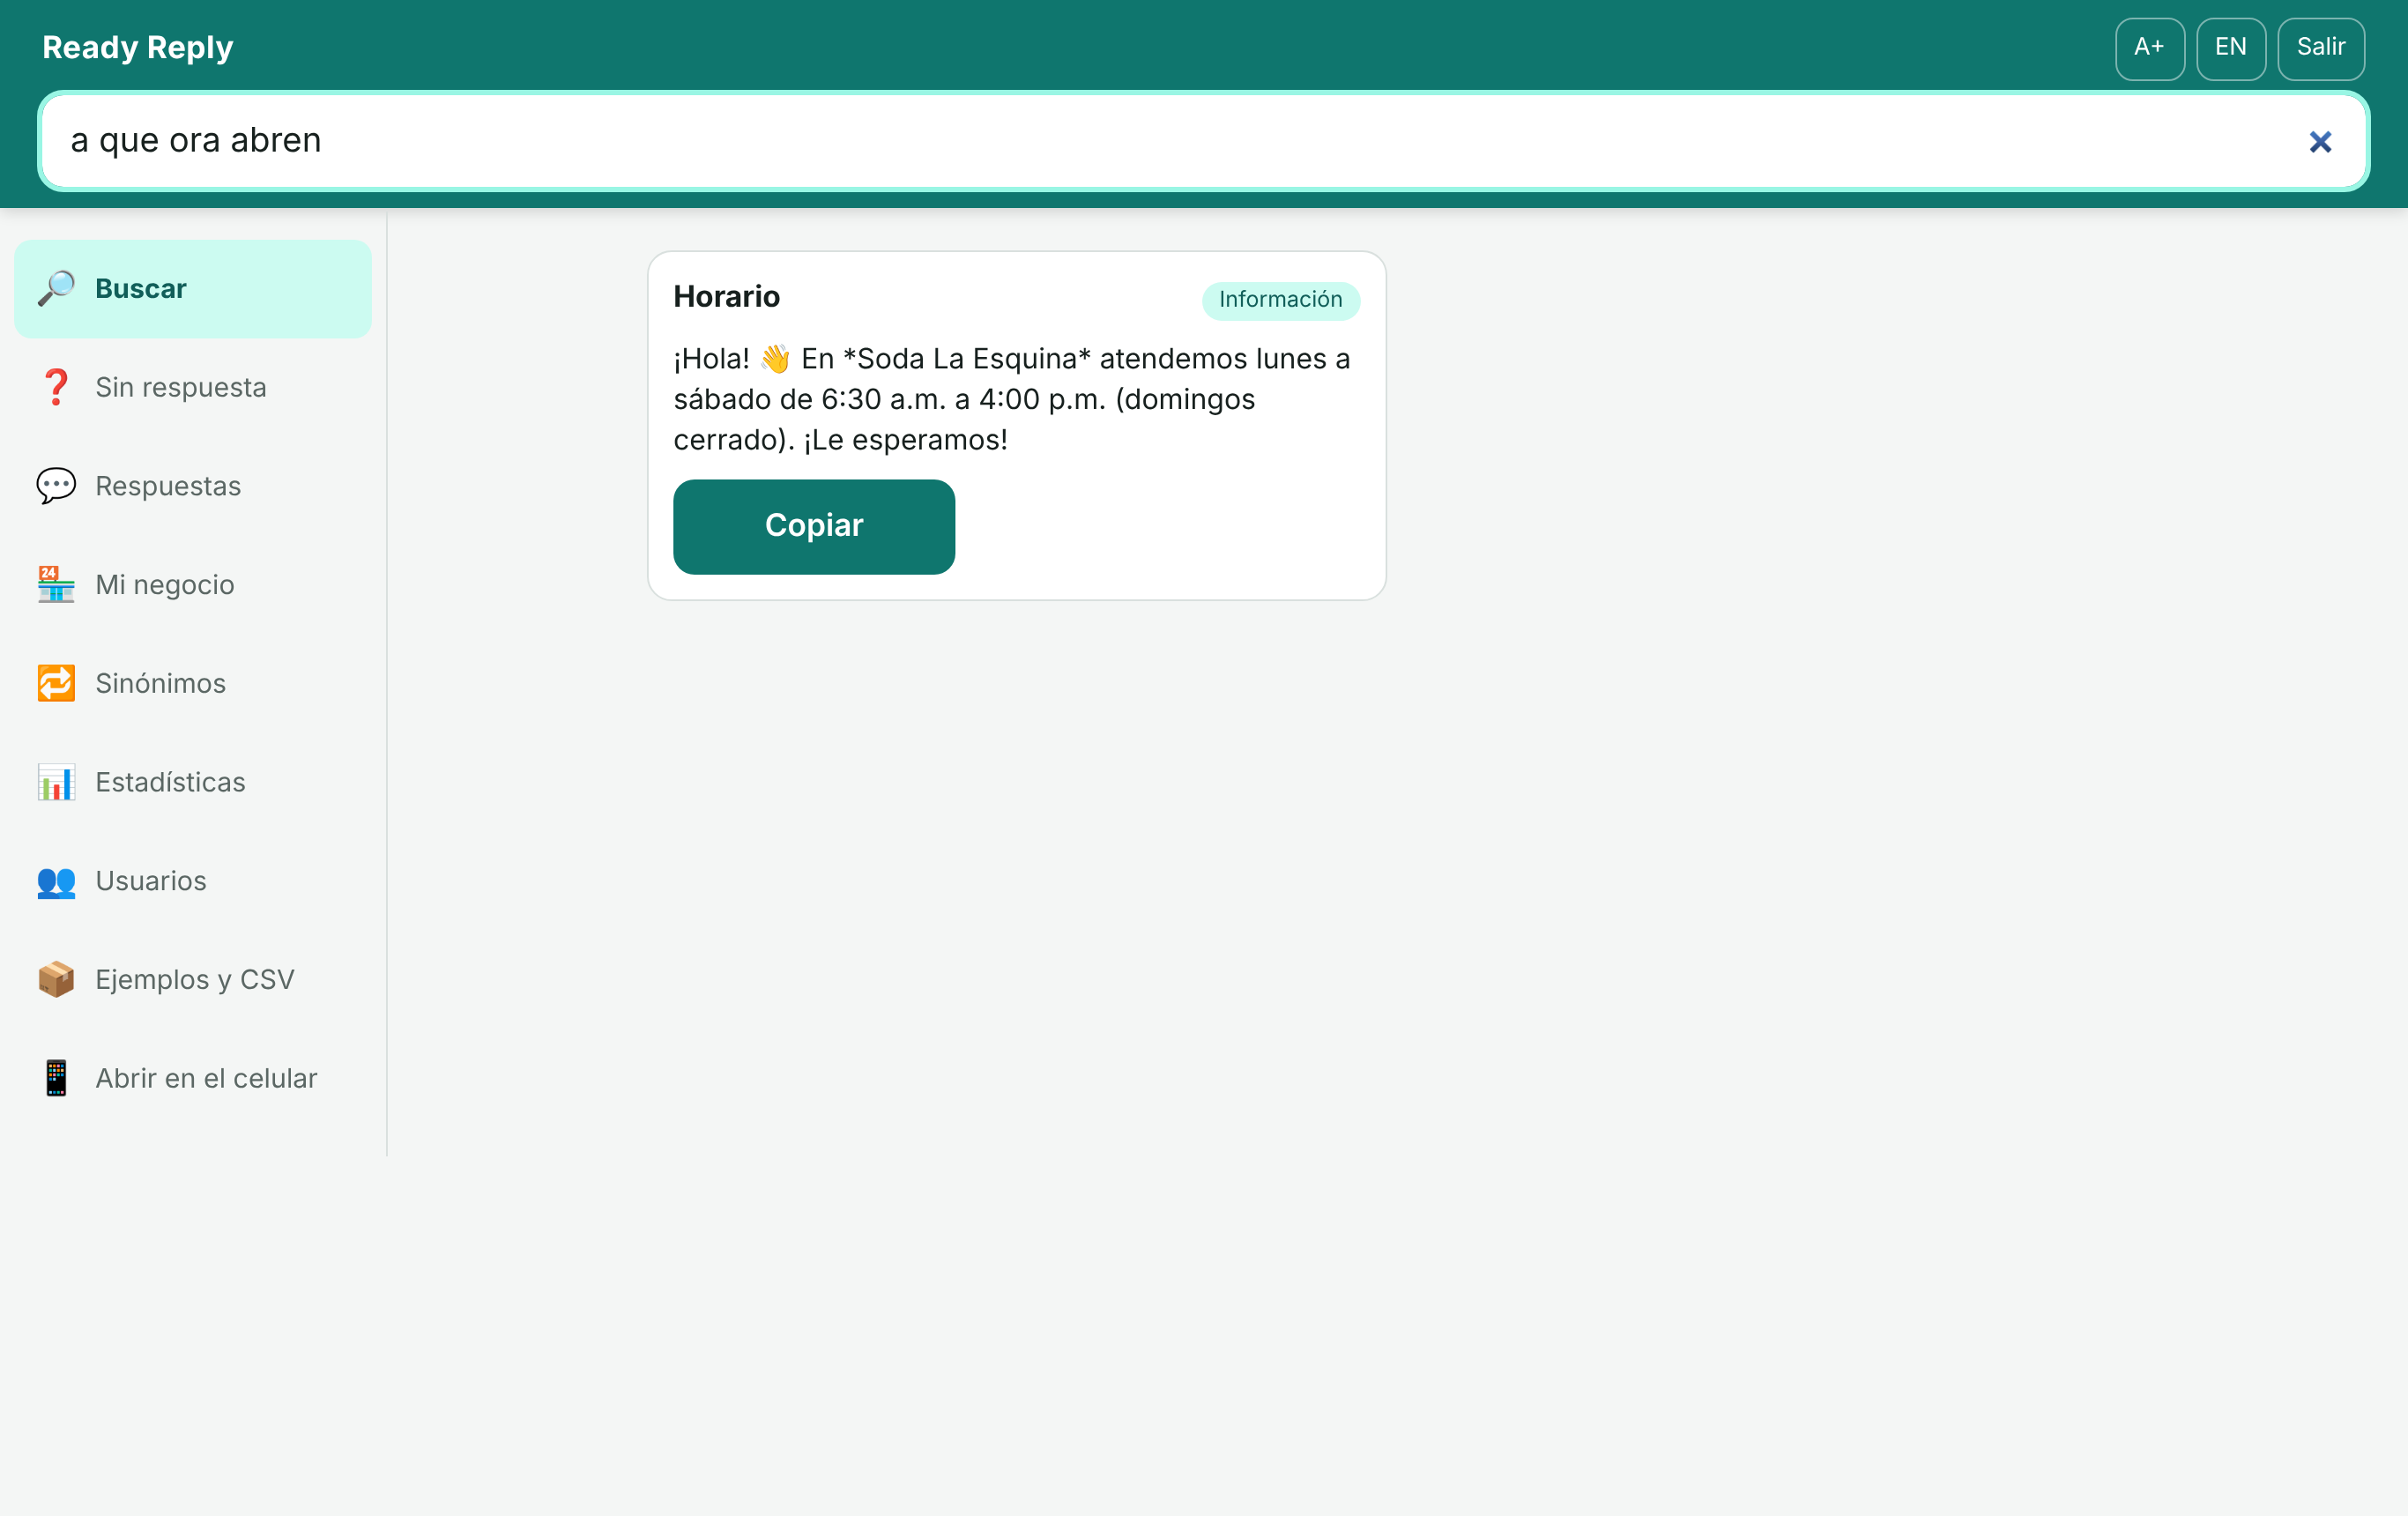 Ready Reply
A+ EN Salir
a que ora abren
Buscar
Sin respuesta
Respuestas
Mi negocio
Sinónimos
Estadísticas
Usuarios
Ejemplos y CSV
Abrir en el celular
Horario
Información
¡Hola! 👋 En *Soda La Esquina* atendemos lunes a
sábado de 6:30 a.m. a 4:00 p.m. (domingos
cerrado). ¡Le esperamos!
Copiar